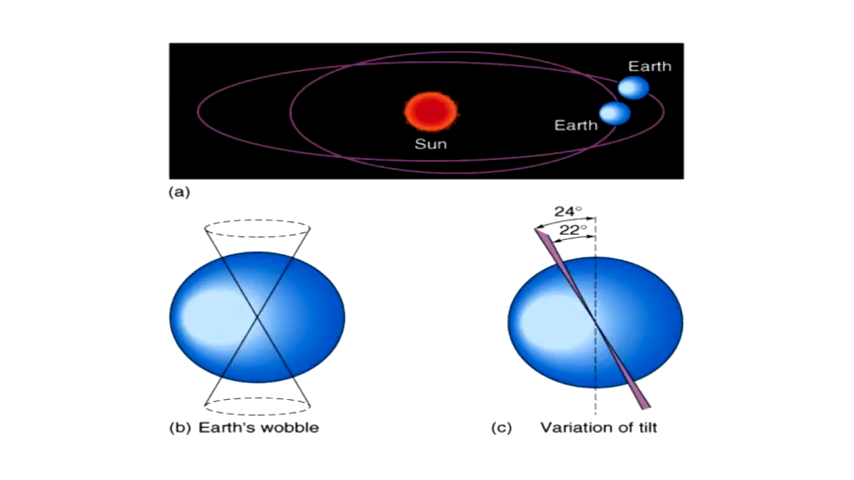 Earth
Earth
Sun
(a)
24°
22°
(b) Earth's wobble
(c) Variation of tilt